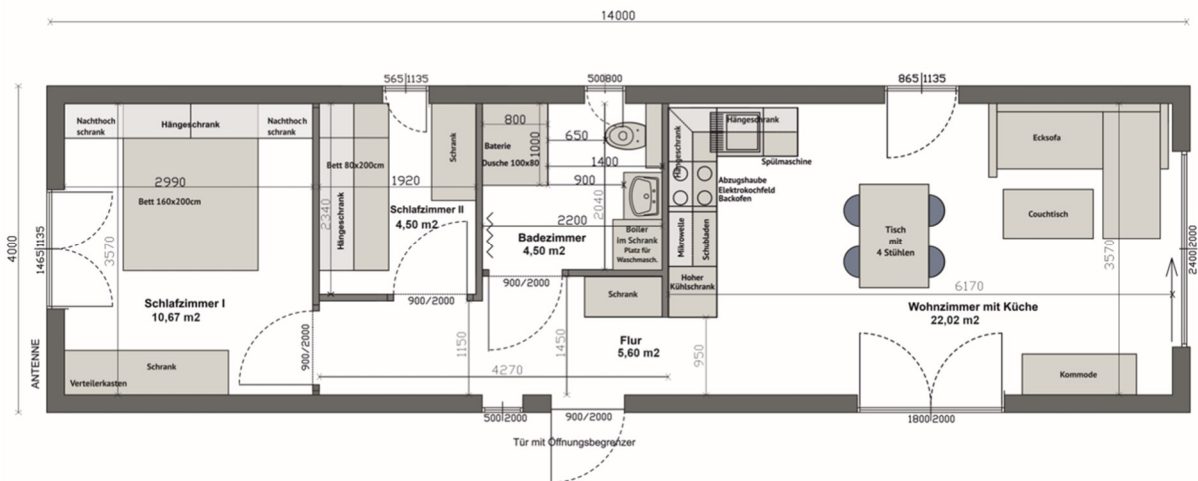 14000
565|1135
500800
865|1135
Nachthoch
schrank
Hängeschrank
Nachthoch
schrank
Bett 160x200cm
2990
3570
Schlafzimmer I
10,67 m2
Schrank
Verteilerkasten
4000
1465|1135
ANTENNE
Bett 80x200cm
Hängeschrank
2340
Schrank
1920
Schlafzimmer II
4,50 m2
900/2000
900/2000
800
1000
Baterie
Dusche 100x80
650
1400
900
2040
2200
Badezimmer
4,50 m2
Boiler
im Schrank
Platz für
Waschmasch.
900/2000
Schrank
Flur
5,60 m2
1150
1450
4270
950
500|2000
900/2000
Tür mit Öffnungsbegrenzer
Hängeschrank
Hängeschrank
Spülmaschine
Abzugshaube
Elektrokochfeld
Backofen
Mikrowelle
Schubladen
Hoher
Kühlschrank
Tisch
mit
4 Stühlen
Ecksofa
Couchtisch
3570
6170
Wohnzimmer mit Küche
22,02 m2
Kommode
1800|2000
2400|2000